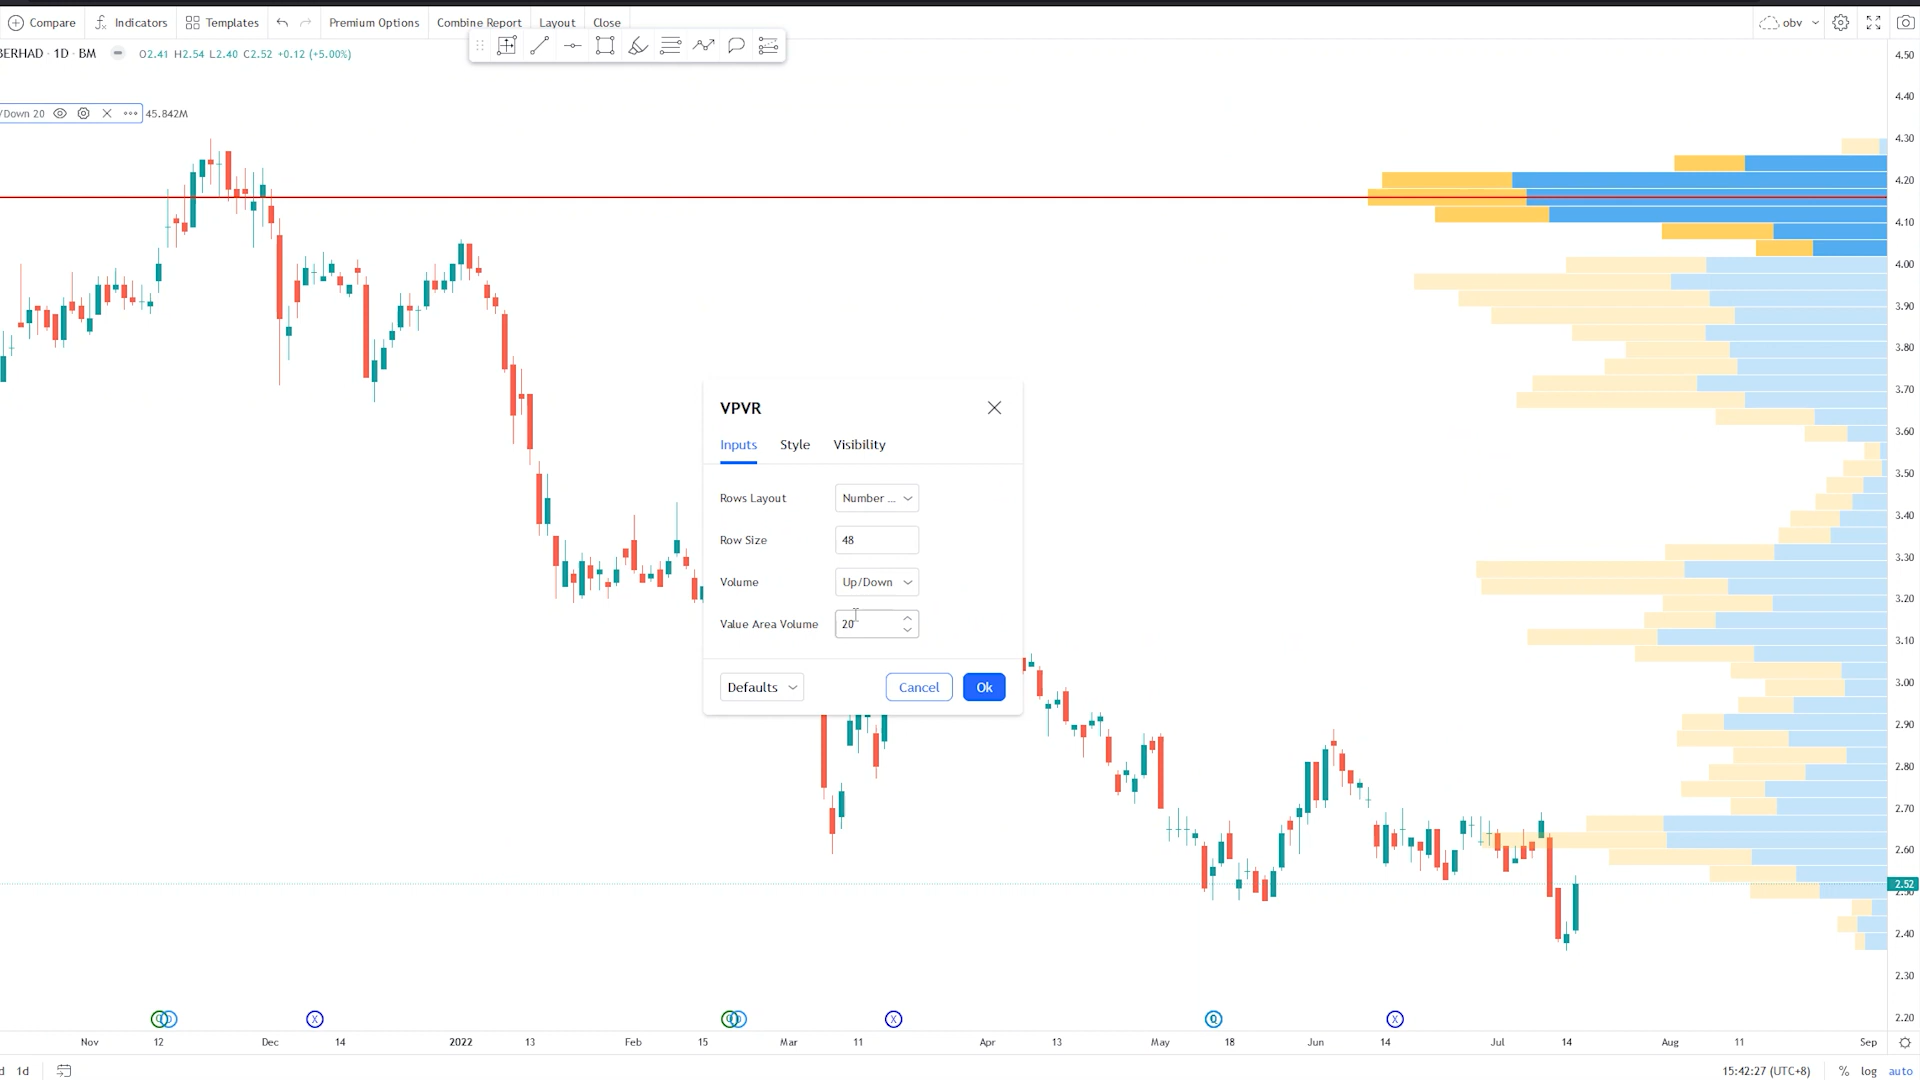 Compare Indicators Templates Premium Options Combine Report Layout Close obv
BERHAD · 1D · BM O2.41 H2.54 L2.40 C2.52 +0.12 (+5.00%)
/Down 20 45.842M
4.50
4.40
4.30
4.20
4.10
4.00
3.90
3.80
3.70
3.60
3.50
3.40
3.30
3.20
3.10
3.00
2.90
2.80
2.70
2.60
2.52
2.40
2.30
2.20
VPVR
Inputs Style Visibility
Rows Layout Number ...
Row Size 48
Volume Up/Down
Value Area Volume 20
Defaults Cancel Ok
X X Q X
Nov 12 Dec 14 2022 13 Feb 15 Mar 11 Apr 13 May 18 Jun 14 Jul 14 Aug 11 Sep
d 1d 15:42:27 (UTC+8) % log auto